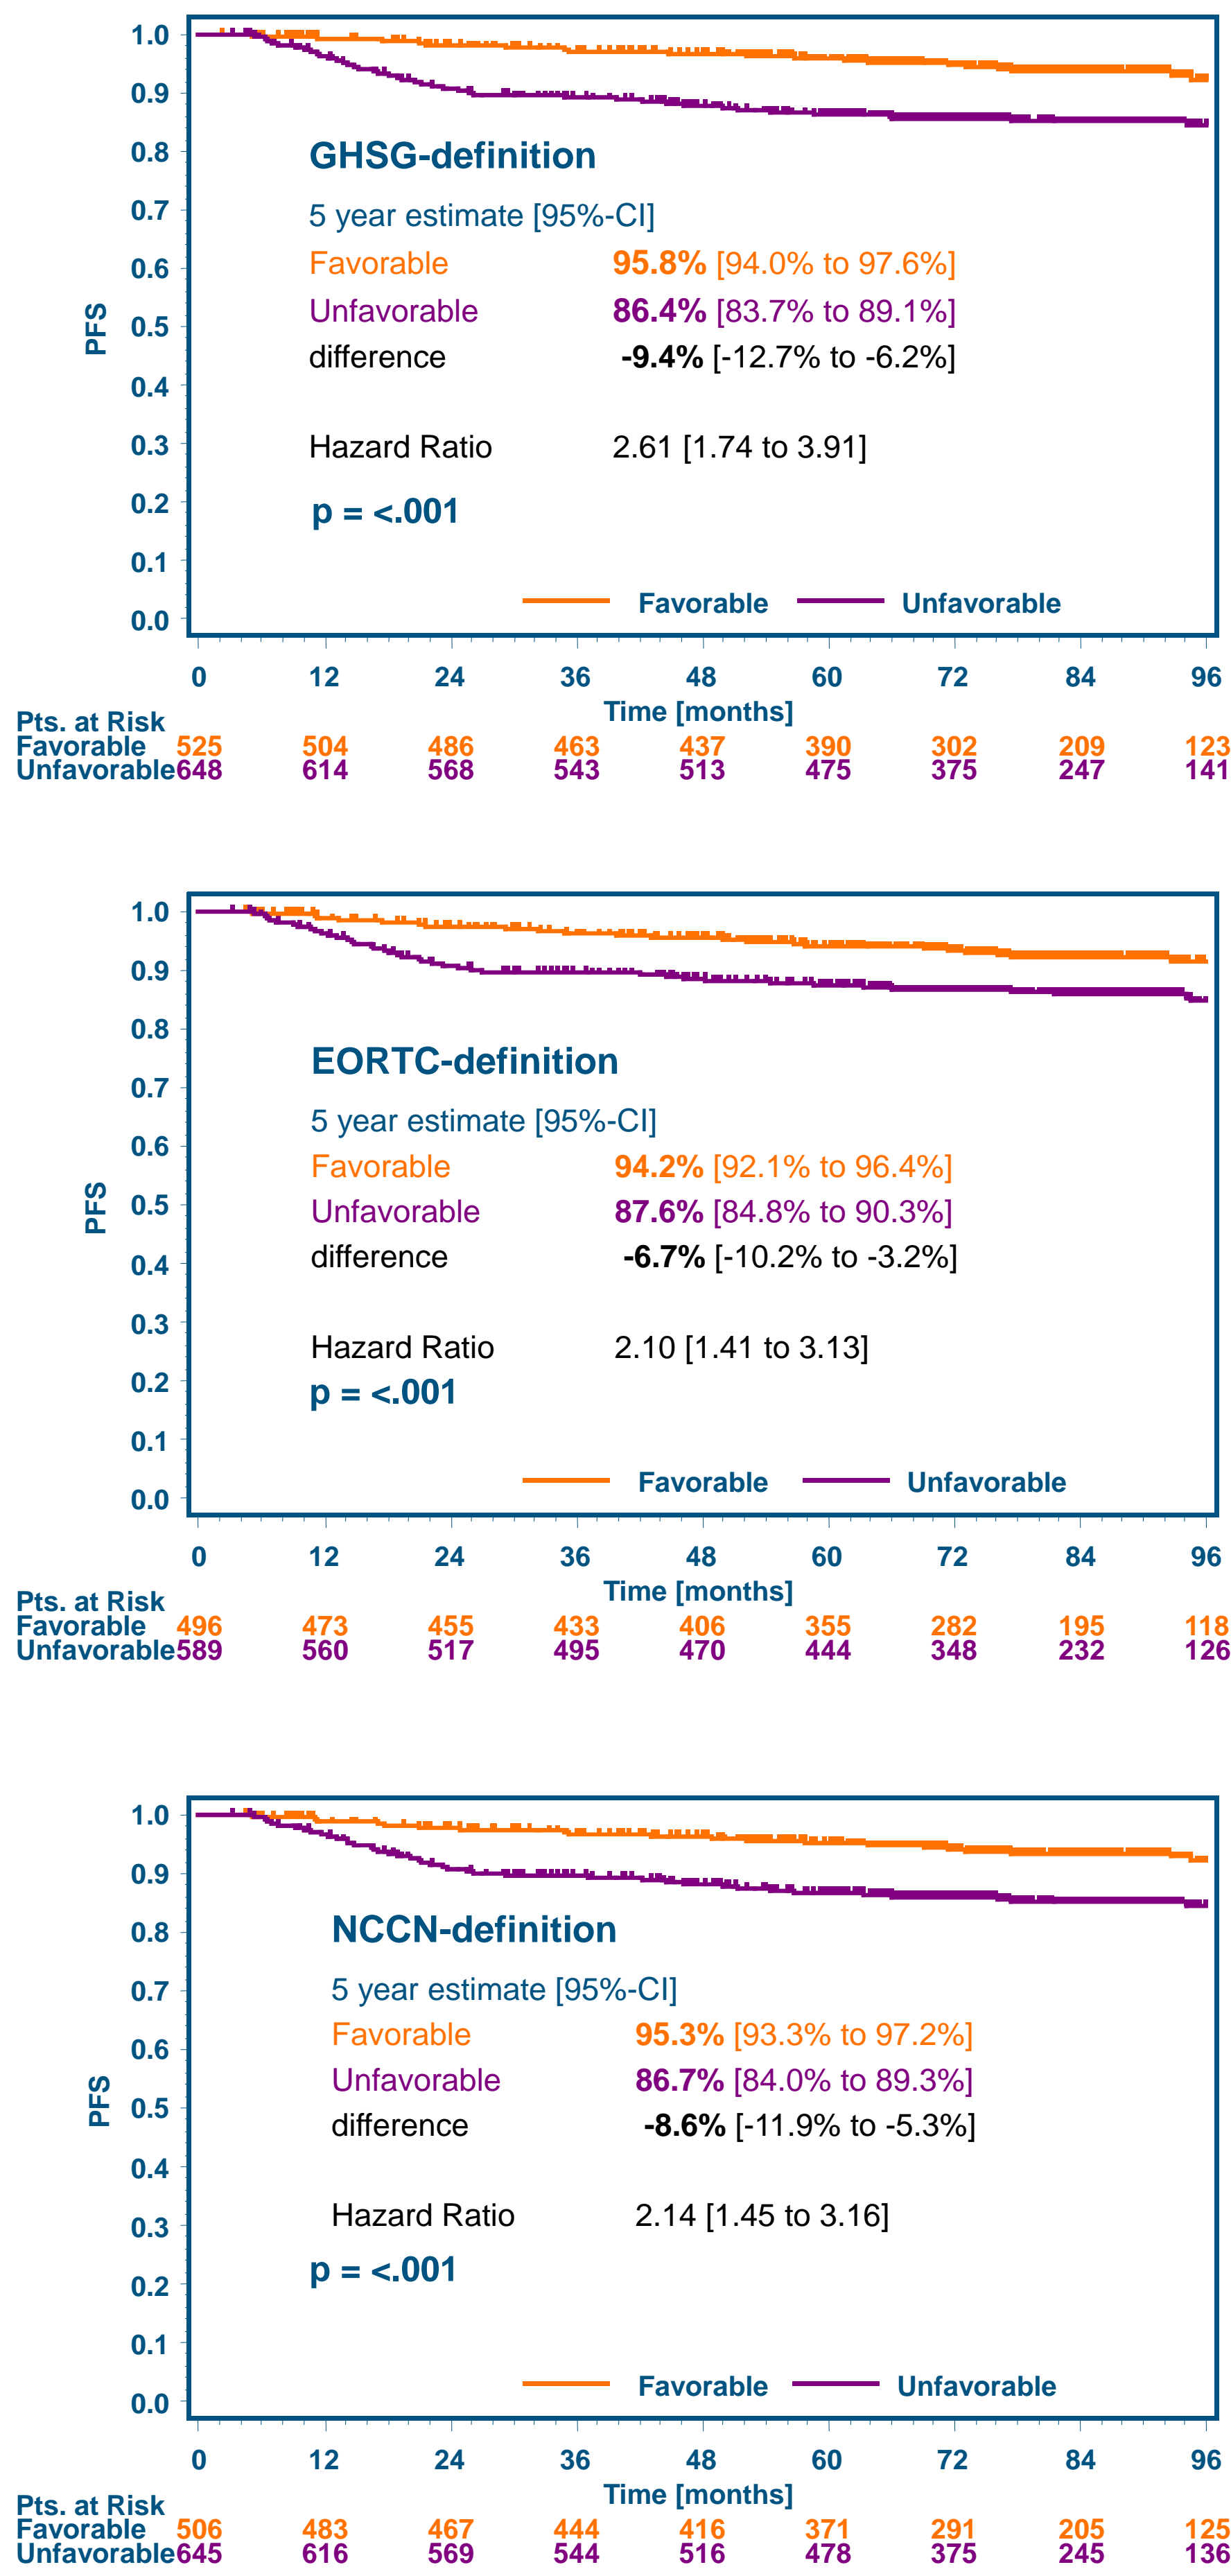 1.0
0.9
0.8
GHSG-definition
0.7
5 year estimate [95%-CI]
0.6
Favorable 95.8% [94.0% to 97.6%]
Unfavorable 86.4% [83.7% to 89.1%]
PFS
0.5
difference -9.4% [-12.7% to -6.2%]
0.4
0.3
Hazard Ratio 2.61 [1.74 to 3.91]
0.2
p = <.001
0.1
0.0
Favorable Unfavorable
0 12 24 36 48 60 72 84 96
Time [months]
Pts. at Risk
Favorable 525 504 486 463 437 390 302 209 123
Unfavorable 648 614 568 543 513 475 375 247 141
1.0
0.9
0.8
EORTC-definition
0.7
5 year estimate [95%-CI]
0.6
Favorable 94.2% [92.1% to 96.4%]
PFS
0.5
Unfavorable 87.6% [84.8% to 90.3%]
difference -6.7% [-10.2% to -3.2%]
0.4
0.3
Hazard Ratio 2.10 [1.41 to 3.13]
0.2
p = <.001
0.1
0.0
Favorable Unfavorable
0 12 24 36 48 60 72 84 96
Time [months]
Pts. at Risk
Favorable 496 473 455 433 406 355 282 195 118
Unfavorable 589 560 517 495 470 444 348 232 126
1.0
0.9
0.8
NCCN-definition
0.7
5 year estimate [95%-CI]
0.6
Favorable 95.3% [93.3% to 97.2%]
Unfavorable 86.7% [84.0% to 89.3%]
PFS
0.5
difference -8.6% [-11.9% to -5.3%]
0.4
0.3
Hazard Ratio 2.14 [1.45 to 3.16]
0.2
p = <.001
0.1
0.0
Favorable Unfavorable
0 12 24 36 48 60 72 84 96
Time [months]
Pts. at Risk
Favorable 506 483 467 444 416 371 291 205 125
Unfavorable 645 616 569 544 516 478 375 245 136